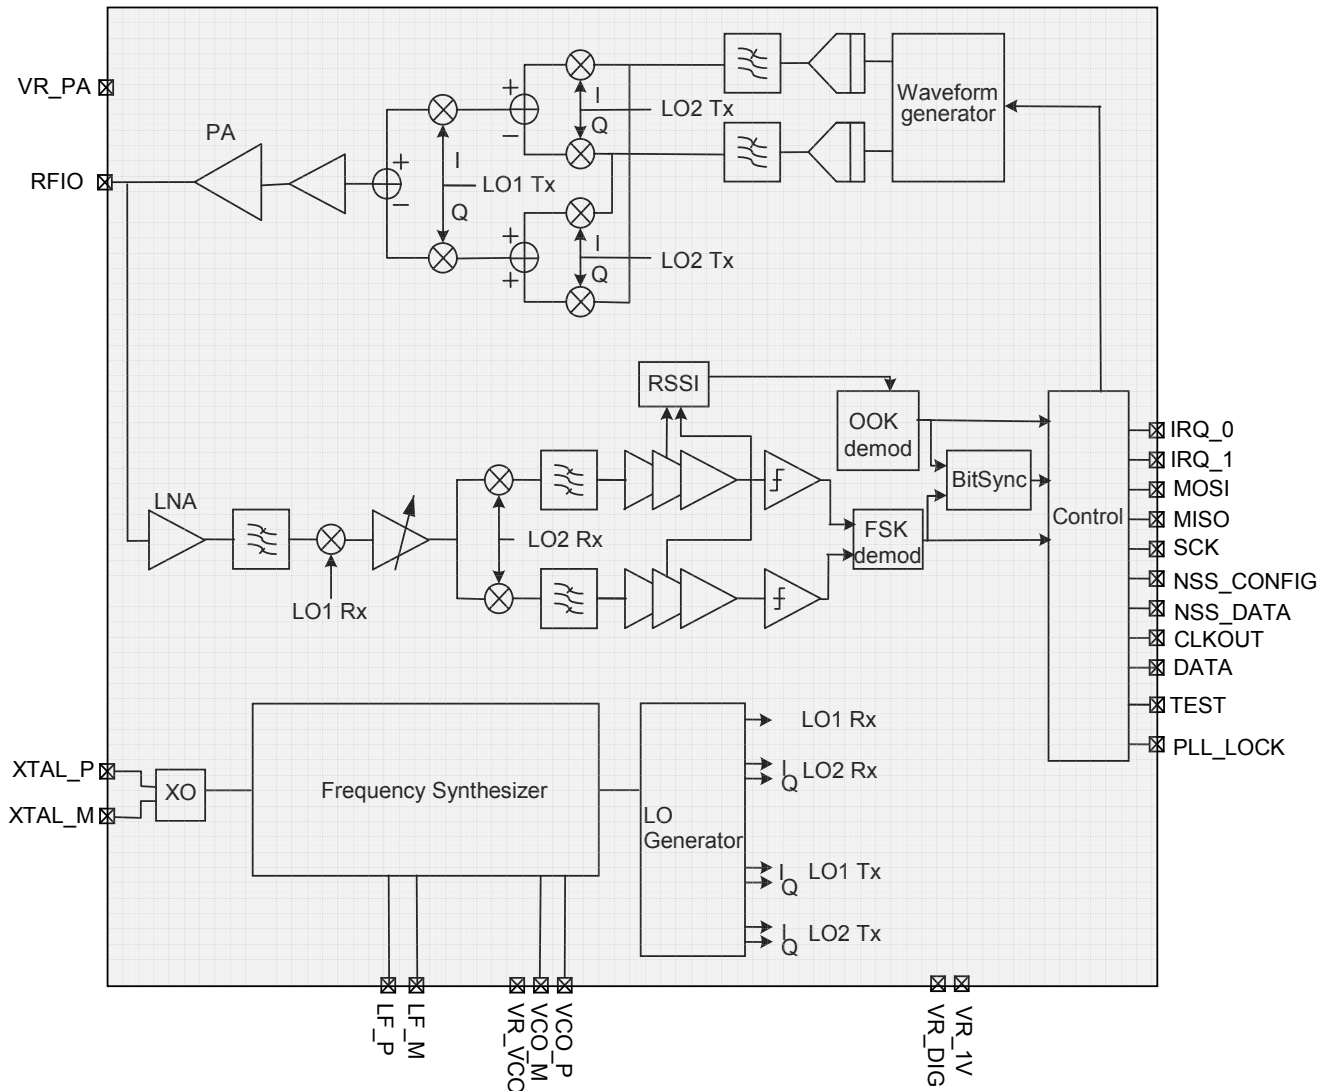 VR_PA
PA
RFIO
+
−
I
Q
LO1 Tx
+
−
+
+
I
Q
LO2 Tx
I
Q
LO2 Tx
Waveform
generator
RSSI
OOK
demod
BitSync
FSK
demod
Control
LNA
LO1 Rx
LO2 Rx
IRQ_0
IRQ_1
MOSI
MISO
SCK
NSS_CONFIG
NSS_DATA
CLKOUT
DATA
TEST
PLL_LOCK
XTAL_P
XTAL_M
XO
Frequency Synthesizer
LO
Generator
LO1 Rx
I
Q
LO2 Rx
I
Q
LO1 Tx
I
Q
LO2 Tx
LF_P
LF_M
VR_VCO
VCO_M
VCO_P
VR_DIG
VR_1V